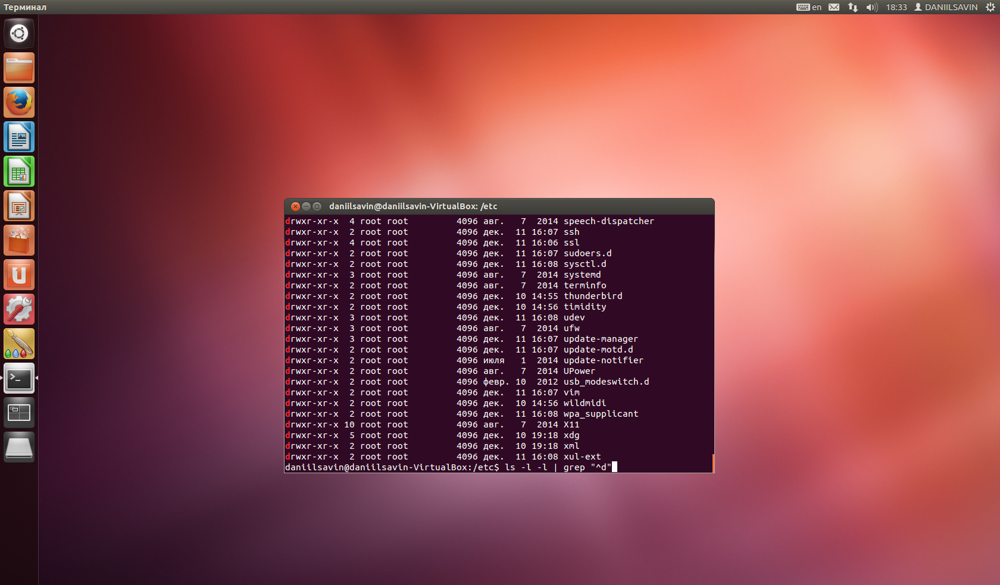 Терминал
en 18:33 DANIILSAVIN
daniilsavin@daniilsavin-VirtualBox: /etc
drwxr-xr-x  4 root root         4096 авг.   7  2014 speech-dispatcher
drwxr-xr-x  2 root root         4096 дек.  11 16:07 ssh
drwxr-xr-x  4 root root         4096 дек.  11 16:06 ssl
drwxr-xr-x  2 root root         4096 дек.  11 16:07 sudoers.d
drwxr-xr-x  2 root root         4096 дек.  11 16:08 sysctl.d
drwxr-xr-x  3 root root         4096 авг.   7  2014 systemd
drwxr-xr-x  2 root root         4096 авг.   7  2014 terminfo
drwxr-xr-x  2 root root         4096 дек.  10 14:55 thunderbird
drwxr-xr-x  2 root root         4096 дек.  10 14:56 timidity
drwxr-xr-x  3 root root         4096 дек.  11 16:08 udev
drwxr-xr-x  3 root root         4096 авг.   7  2014 ufw
drwxr-xr-x  3 root root         4096 дек.  11 16:07 update-manager
drwxr-xr-x  2 root root         4096 дек.  11 16:07 update-motd.d
drwxr-xr-x  2 root root         4096 июля   1  2014 update-notifier
drwxr-xr-x  2 root root         4096 авг.   7  2014 UPower
drwxr-xr-x  2 root root         4096 февр. 10  2012 usb_modeswitch.d
drwxr-xr-x  2 root root         4096 дек.  11 16:07 vim
drwxr-xr-x  2 root root         4096 дек.  10 14:56 wildmidi
drwxr-xr-x  2 root root         4096 дек.  11 16:08 wpa_supplicant
drwxr-xr-x 10 root root         4096 авг.   7  2014 X11
drwxr-xr-x  5 root root         4096 дек.  10 19:18 xdg
drwxr-xr-x  2 root root         4096 дек.  10 19:18 xml
drwxr-xr-x  2 root root         4096 дек.  11 16:08 xul-ext
daniilsavin@daniilsavin-VirtualBox:/etc$ ls -l -l | grep "^d"